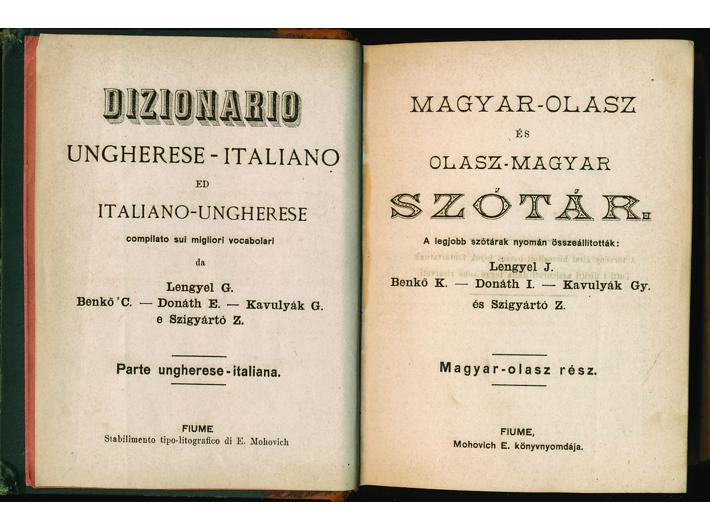 DIZIONARIO
UNGHERESE - ITALIANO
ED
ITALIANO-UNGHERESE
compilato sui migliori vocabolari
da
Lengyel G.
Benkő C. — Donáth E. — Kavulyák G.
e Szigyártó Z.
Parte ungherese-italiana.
FIUME
Stabilimento tipo-litografico di E. Mohovich
MAGYAR-OLASZ
ÉS
OLASZ-MAGYAR
SZÓTÁR.
A legjobb szótárak nyomán összeállították:
Lengyel J.
Benkő K. — Donáth I. — Kavulyák Gy.
és Szigyártó Z.
Magyar-olasz rész.
FIUME,
Mohovich E. könyvnyomdája.